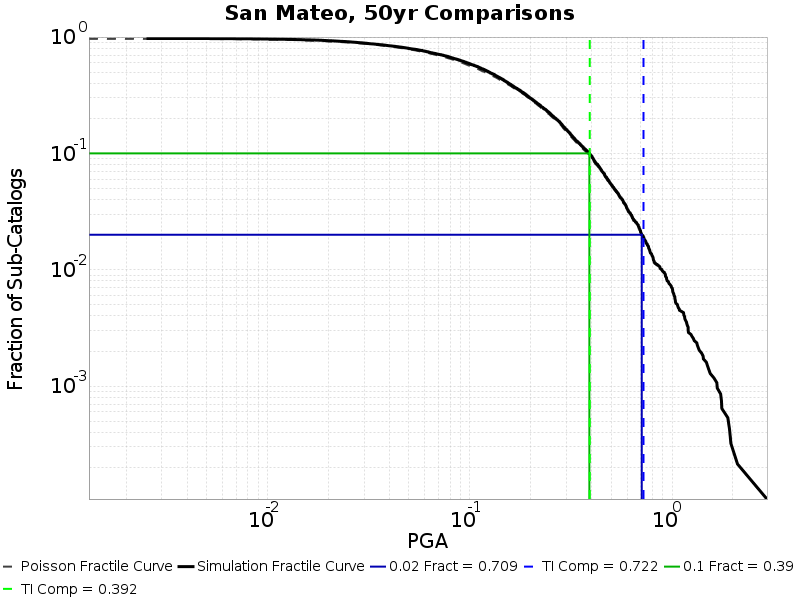 San Mateo, 50yr Comparisons
10^0
10^-1
10^-2
10^-3
Fraction of Sub-Catalogs
10^-2 10^-1 10^0
PGA
Poisson Fractile Curve Simulation Fractile Curve 0.02 Fract = 0.709 TI Comp = 0.722 0.1 Fract = 0.39
TI Comp = 0.392